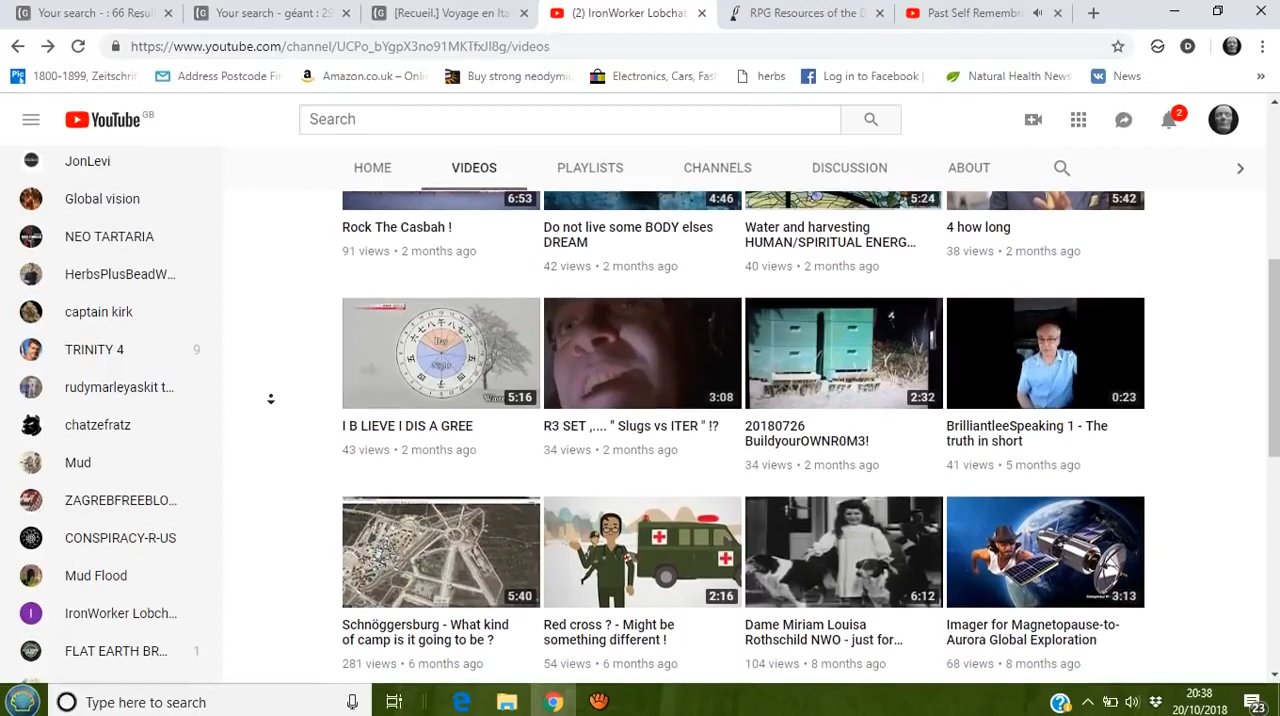 Your search - : 66 Resul
Your search - géant : 29
[Recueil.] Voyage en Ita
(2) IronWorker Lobchat
RPG Resources of the D
Past Self Remembra
https://www.youtube.com/channel/UCPo_bYgpX3no91MKTfxJI8g/videos
1800-1899, Zeitschrif
Address Postcode Fi
Amazon.co.uk – Onli
Buy strong neodymiu
Electronics, Cars, Fas
herbs
Log in to Facebook
Natural Health News
News
YouTube GB
Search
2
HOME
VIDEOS
PLAYLISTS
CHANNELS
DISCUSSION
ABOUT
JonLevi
Global vision
NEO TARTARIA
HerbsPlusBeadW...
captain kirk
TRINITY 4 9
rudymarleyaskit t...
chatzefratz
Mud
ZAGREBFREEBLO...
CONSPIRACY-R-US
Mud Flood
IronWorker Lobch...
FLAT EARTH BR... 1
6:53
4:46
5:24
5:42
Rock The Casbah !
91 views • 2 months ago
Do not live some BODY elses
DREAM
42 views • 2 months ago
Water and harvesting
HUMAN/SPIRITUAL ENERG...
40 views • 2 months ago
4 how long
38 views • 2 months ago
Day
Night
5:16
3:08
2:32
0:23
I B LIEVE I DIS A GREE
43 views • 2 months ago
R3 SET ,.... " Slugs vs ITER " !?
34 views • 2 months ago
20180726
BuildyourOWNR0M3!
34 views • 2 months ago
BrilliantleeSpeaking 1 - The
truth in short
41 views • 5 months ago
5:40
2:16
6:12
3:13
Schnöggersburg - What kind
of camp is it going to be ?
281 views • 6 months ago
Red cross ? - Might be
something different !
54 views • 6 months ago
Dame Miriam Louisa
Rothschild NWO - just for...
104 views • 8 months ago
Imager for Magnetopause-to-
Aurora Global Exploration
68 views • 8 months ago
Type here to search
20:38
20/10/2018
23